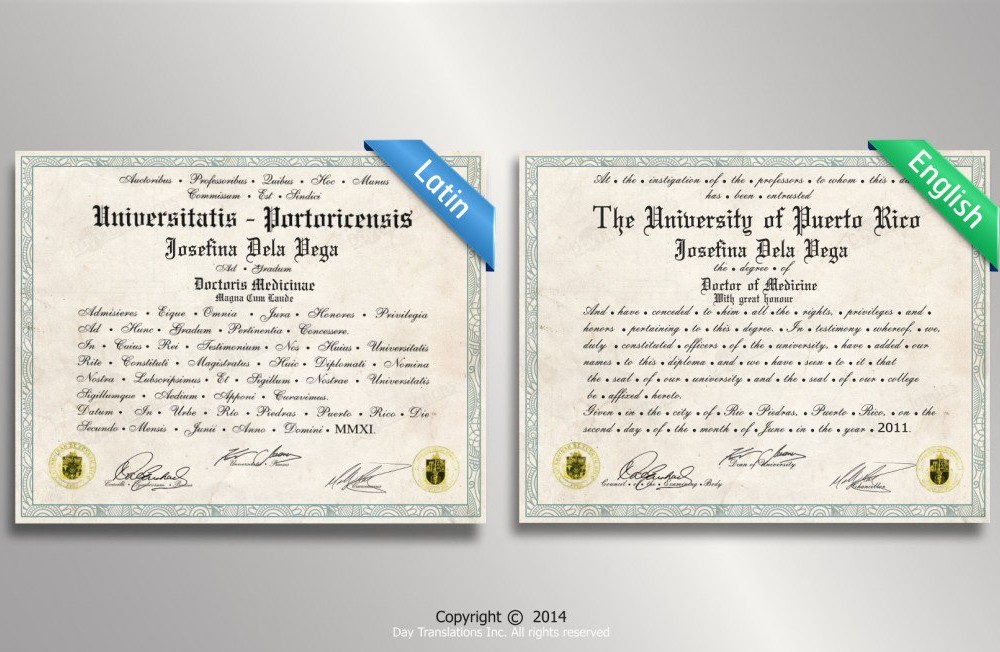 Latin
Auctoribus • Professoribus • Quibus • Hoc • Munus
Commissum • Est • Sindici
Universitatis - Portoricensis
Josefina Dela Vega
Ad • Gradum
Doctoris Medicinae
Magna Cum Laude
Admisieres • Eique • Omnia • Jura • Honores • Privilegia
Ad • Hunc • Gradum • Pertinentia • Concessere.
In • Cuius • Rei • Testimonium • Nos • Huius • Universitatis
Rite • Constituti • Magistratus • Huic • Diplomati • Nomina
Nostra • Lubscripsimus • Et • Sigillum • Nostrae • Universitatis
Sigillumque • Aedium • Apponi • Curavimus.
Datum • In • Urbe • Rio • Piedras • Puerto • Rico • Die
Secundo • Mensis • Junii • Anno • Domini • MMXI.
English
At • the • instigation • of • the • professors • to whom • this •
has • been • entrusted
The University of Puerto Rico
Josefina Dela Vega
the • degree • of
Doctor of Medicine
With great honour
And • have • conceded • to • him • all • the • rights, • privileges • and •
honors • pertaining • to • this • degree. • In • testimony • whereof, • we,
duly • constituted • officers • of • the • university, • have • added • our
names • to • this • diploma • and • we • have • seen • to • it • that
the • seal • of • our • university • and • the • seal • of • our • college
be • affixed • hereto.
Given • in • the • city • of • Rio • Piedras, • Puerto • Rico, • on • the
second • day • of • the • month • of • June • in • the • year • 2011.
Dean of University
Council • of • the • Examining • Body
Chancellor
Copyright © 2014
Day Translations Inc. All rights reserved